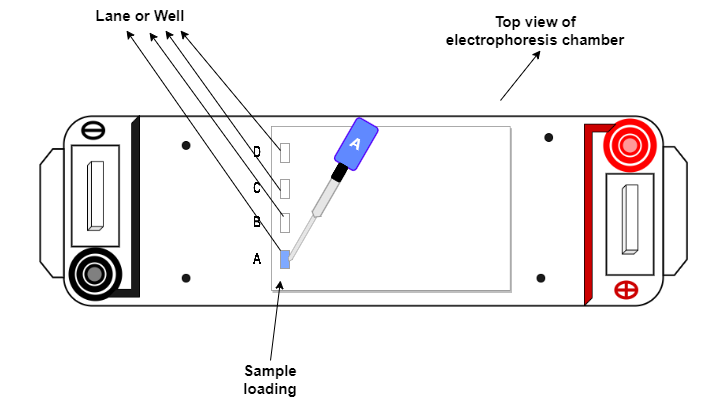 Lane or Well
Top view of
electrophoresis chamber
D
A
C
B
A
Sample
loading